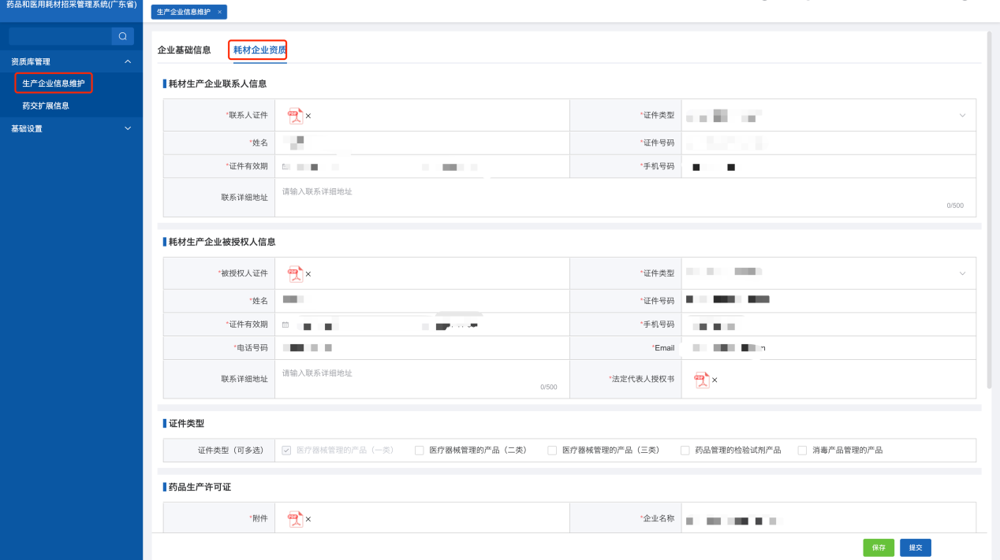 药品和医用耗材招采管理系统(广东省)
生产企业信息维护 ×
资质库管理
生产企业信息维护
药交扩展信息
基础设置
企业基础信息 耗材企业资质
耗材生产企业联系人信息
*联系人证件 PDF × *证件类型
*姓名 *证件号码
*证件有效期 *手机号码
联系详细地址 请输入联系详细地址
0/500
耗材生产企业被授权人信息
*被授权人证件 PDF × *证件类型
*姓名 *证件号码
*证件有效期 *手机号码
*电话号码 *Email
联系详细地址 请输入联系详细地址 0/500 *法定代表人授权书 PDF ×
证件类型
证件类型（可多选） 医疗器械管理的产品（一类） 医疗器械管理的产品（二类） 医疗器械管理的产品（三类） 药品管理的检验试剂产品 消毒产品管理的产品
药品生产许可证
*附件 PDF × *企业名称
保存 提交